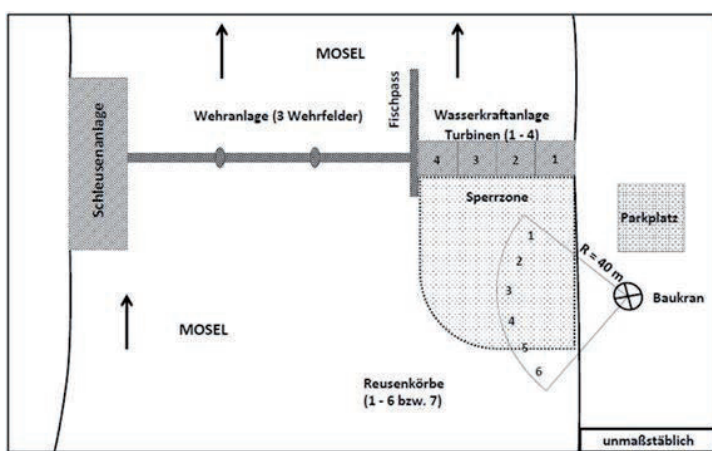 MOSEL
Schleusenanlage
Wehranlage (3 Wehrfelder)
Fischpass
Wasserkraftanlage
Turbinen (1 - 4)
4 3 2 1
Sperrzone
Parkplatz
1
2
3
4
5
6
R = 40 m
Baukran
MOSEL
Reusenkörbe
(1 - 6 bzw. 7)
unmaßstäblich